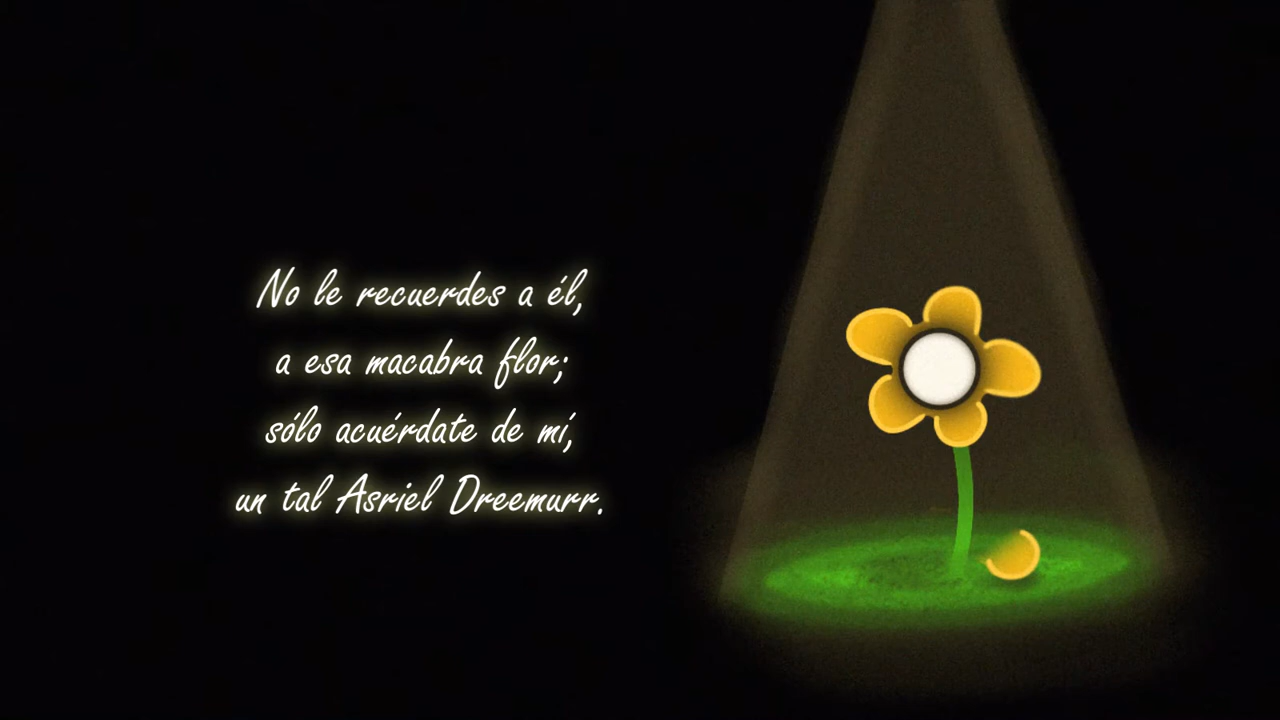 No le recuerdes a él,
a esa macabra flor;
sólo acuérdate de mí,
un tal Asriel Dreemurr.